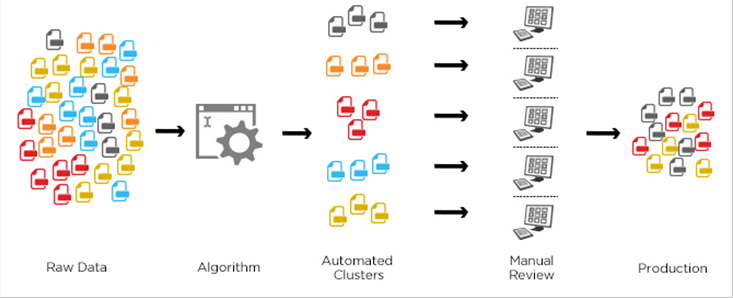 Raw Data
Algorithm
Automated
Clusters
Manual
Review
Production